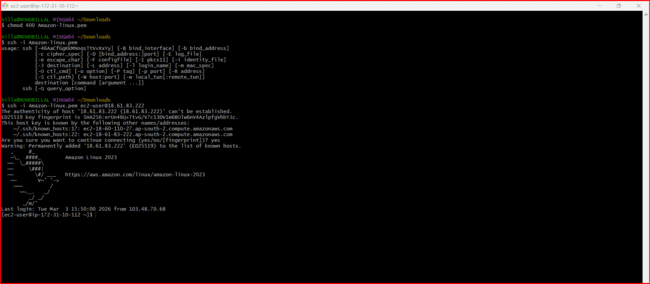 ec2-user@ip-172-31-10-112:~
MINGW64 ~/Downloads
$ chmod 400 Amazon-linux.pem
MINGW64 ~/Downloads
$ ssh -i Amazon-linux.pem
usage: ssh [-46AaCfGgKkMNnqsTtVvXxYy] [-B bind_interface] [-b bind_address]
[-c cipher_spec] [-D [bind_address:]port] [-E log_file]
[-e escape_char] [-F configfile] [-I pkcs11] [-i identity_file]
[-J destination] [-L address] [-l login_name] [-m mac_spec]
[-O ctl_cmd] [-o option] [-P tag] [-p port] [-R address]
[-S ctl_path] [-W host:port] [-w local_tun[:remote_tun]]
destination [command [argument ...]]
ssh [-Q query_option]
MINGW64 ~/Downloads
$ ssh -i Amazon-linux.pem ec2-user@18.61.83.222
The authenticity of host '18.61.83.222 (18.61.83.222)' can't be established.
ED25519 key fingerprint is
This host key is known by the following other names/addresses:
~/.ssh/known_hosts:17: ec2-18-60-110-27.ap-south-2.compute.amazonaws.com
~/.ssh/known_hosts:22: ec2-18-61-83-222.ap-south-2.compute.amazonaws.com
Are you sure you want to continue connecting (yes/no/[fingerprint])? yes
Warning: Permanently added '18.61.83.222' (ED25519) to the list of known hosts.
Amazon Linux 2023
https://aws.amazon.com/linux/amazon-linux-2023
Last login: Tue Mar 3 15:50:00 2026 from 103.48.70.68
[ec2-user@ip-172-31-10-112 ~]$